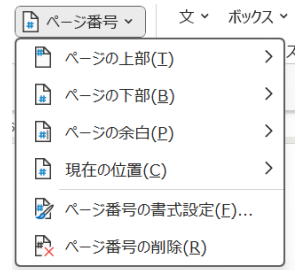 ページ番号 文 ボックス
ページの上部(T)
ページの下部(B)
ページの余白(P)
現在の位置(C)
ページ番号の書式設定(F)...
ページ番号の削除(R)